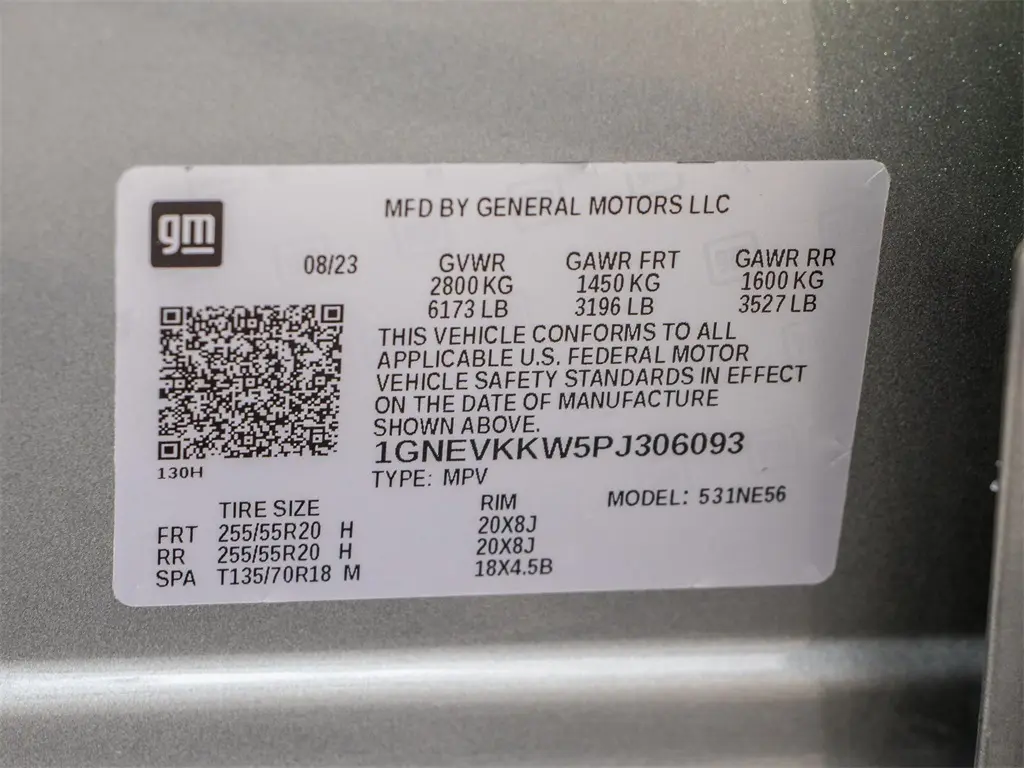 gm
MFD BY GENERAL MOTORS LLC
08/23 GVWR GAWR FRT GAWR RR
2800 KG 1450 KG 1600 KG
6173 LB 3196 LB 3527 LB
THIS VEHICLE CONFORMS TO ALL
APPLICABLE U.S. FEDERAL MOTOR
VEHICLE SAFETY STANDARDS IN EFFECT
ON THE DATE OF MANUFACTURE
SHOWN ABOVE.
1GNEVKKW5PJ306093
130H
TYPE: MPV
MODEL: 531NE56
TIRE SIZE RIM
FRT 255/55R20 H 20X8J
RR 255/55R20 H 20X8J
SPA T135/70R18 M 18X4.5B